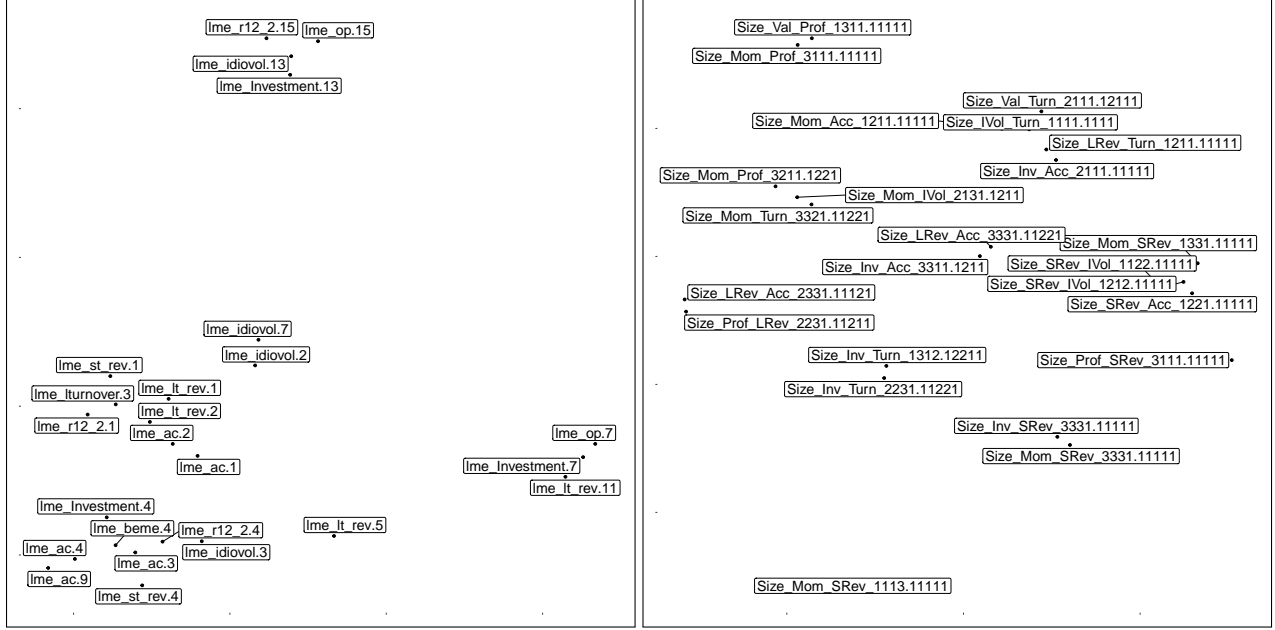 lme_r12_2.15
lme_op.15
lme_idiovol.13
lme_Investment.13
lme_idiovol.7
lme_idiovol.2
lme_st_rev.1
lme_lt_rev.1
lme_lturnover.3
lme_lt_rev.2
lme_r12_2.1
lme_ac.2
lme_ac.1
lme_op.7
lme_Investment.7
lme_lt_rev.11
lme_Investment.4
lme_beme.4
lme_r12_2.4
lme_lt_rev.5
lme_ac.4
lme_idiovol.3
lme_ac.3
lme_ac.9
lme_st_rev.4
Size_Val_Prof_1311.11111
Size_Mom_Prof_3111.11111
Size_Val_Turn_2111.12111
Size_Mom_Acc_1211.11111
Size_IVol_Turn_1111.1111
Size_LRev_Turn_1211.11111
Size_Inv_Acc_2111.11111
Size_Mom_Prof_3211.1221
Size_Mom_IVol_2131.1211
Size_Mom_Turn_3321.11221
Size_LRev_Acc_3331.11221
Size_Mom_SRev_1331.11111
Size_Inv_Acc_3311.1211
Size_SRev_IVol_1122.11111
Size_SRev_IVol_1212.11111
Size_LRev_Acc_2331.11121
Size_SRev_Acc_1221.11111
Size_Prof_LRev_2231.11211
Size_Inv_Turn_1312.12211
Size_Prof_SRev_3111.11111
Size_Inv_Turn_2231.11221
Size_Inv_SRev_3331.11111
Size_Mom_SRev_3331.11111
Size_Mom_SRev_1113.11111